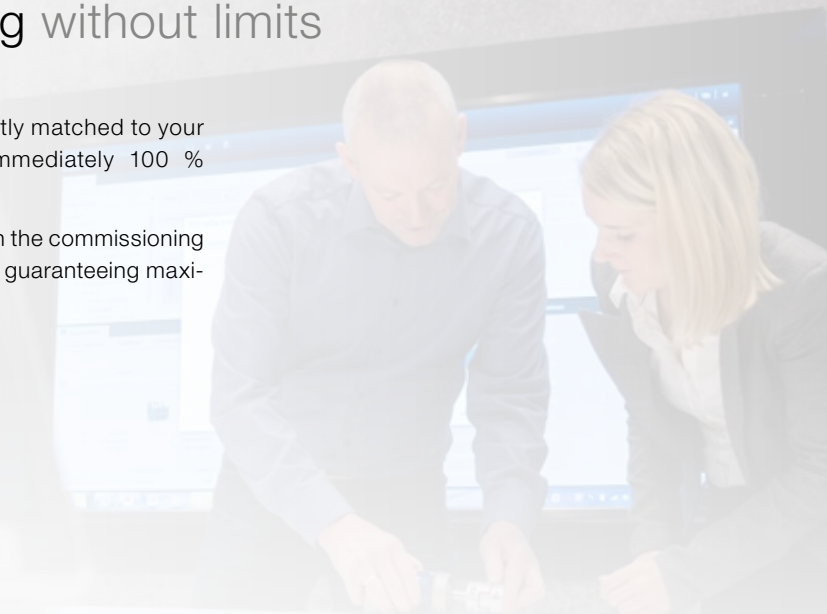 g without limits
tly matched to your
mmediately 100 %
n the commissioning
guaranteeing maxi-